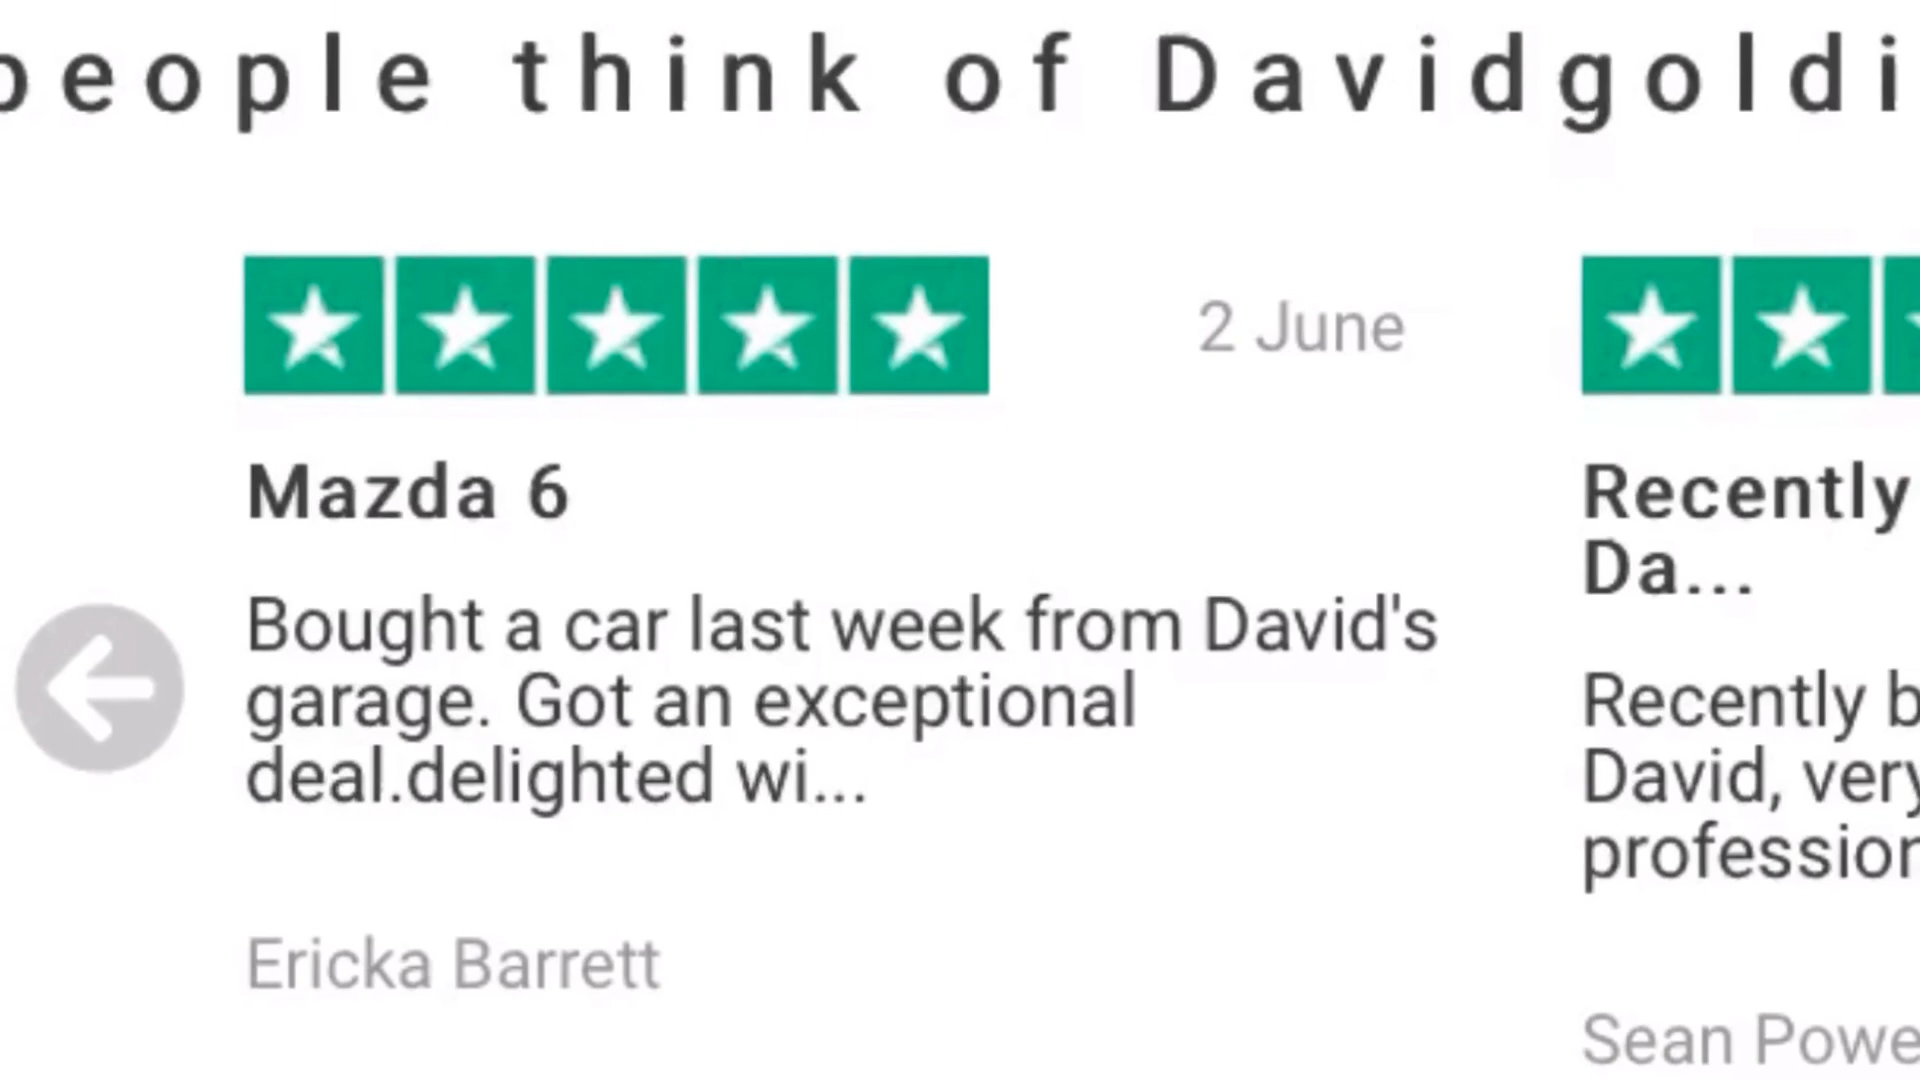 people think of Davidgoldi
2 June
Mazda 6
Bought a car last week from David's
garage. Got an exceptional
deal.delighted wi...
Ericka Barrett
Recently
Da...
Recently b
David, very
profession
Sean Powe